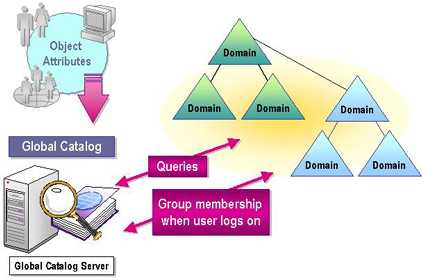 Object
Attributes
Global Catalog
Global Catalog Server
Queries
Group membership
when user logs on
Domain
Domain
Domain
Domain
Domain
Domain